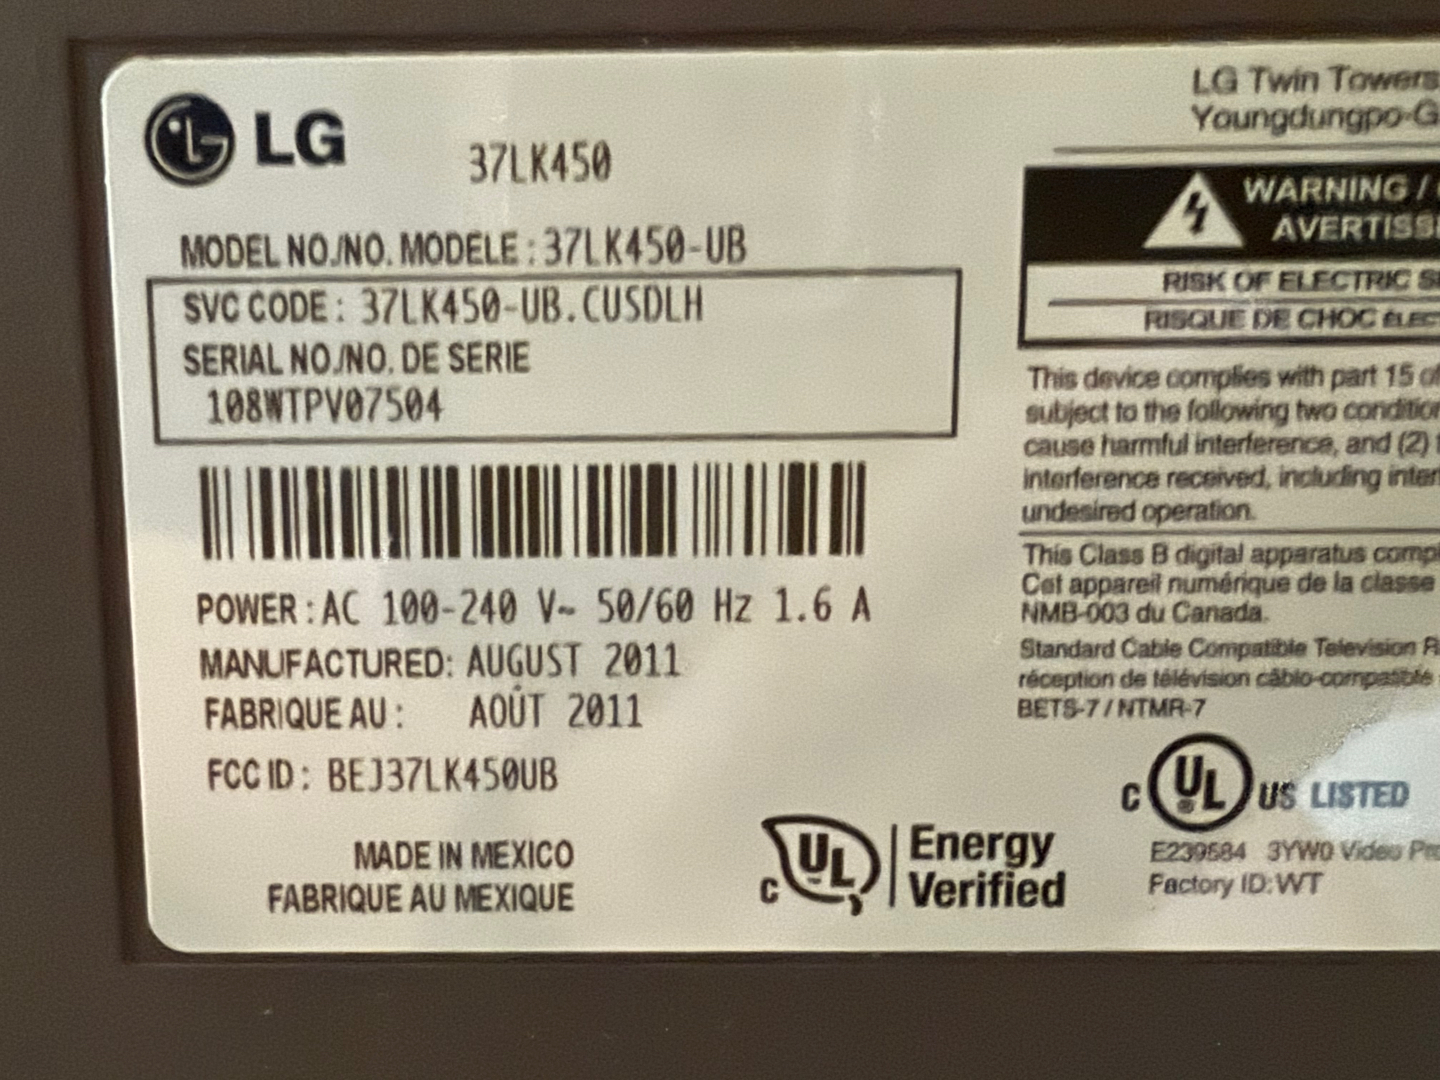 LG
37LK450
MODEL NO./NO. MODELE : 37LK450-UB
SVC CODE : 37LK450-UB.CUSDLH
SERIAL NO./NO. DE SERIE
108WTPV07504
POWER : AC 100-240 V~ 50/60 Hz 1.6 A
MANUFACTURED: AUGUST 2011
FABRIQUE AU : AOÛT 2011
FCC ID : BEJ37LK450UB
MADE IN MEXICO
FABRIQUE AU MEXIQUE
C UL Energy
Verified
LG Twin Towers
Youngdungpo-G
WARNING /
AVERTISS
RISK OF ELECTRIC S
RISQUE DE CHOC ÉLEC
This device complies with part 15 of
subject to the following two condition
cause harmful interference, and (2)
interference received, including inter
undesired operation.
This Class B digital apparatus compl
Cet appareil numérique de la classe
NMB-003 du Canada.
Standard Cable Compatible Television R
réception de télévision câblo-compatible
BETS-7 / NTMR-7
C UL ® US LISTED
E239584 3YW0 Video Pro
Factory ID:WT